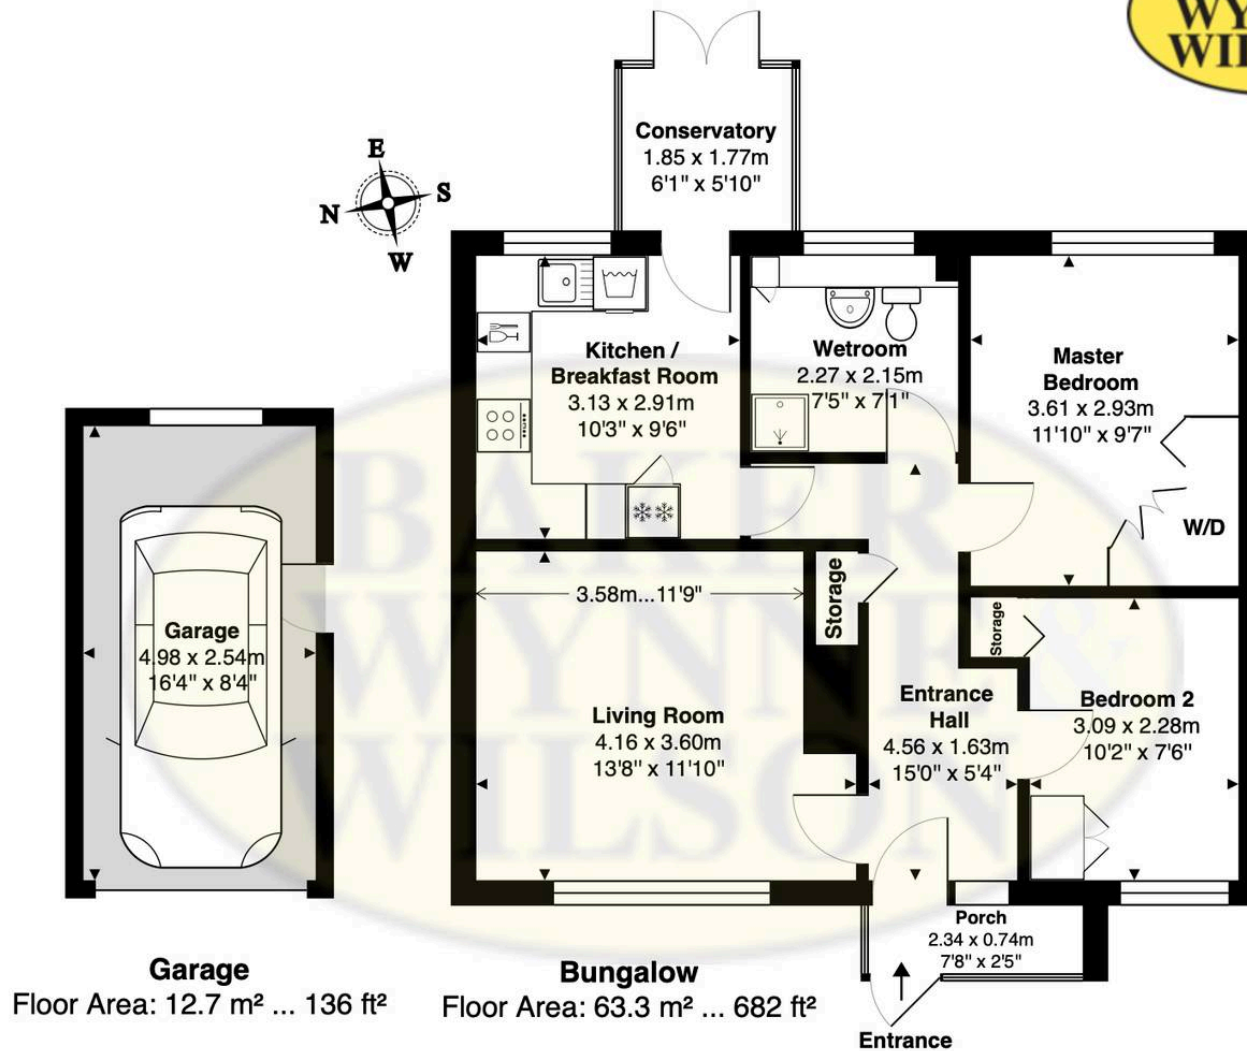 WY
WIL
Conservatory
1.85 x 1.77m
6'1" x 5'10"
E
S
N
W
Kitchen /
Breakfast Room
3.13 x 2.91m
10'3" x 9'6"
Wetroom
2.27 x 2.15m
7'5" x 7'1"
Master
Bedroom
3.61 x 2.93m
11'10" x 9'7"
W/D
BAKER
WYNNE &
WILSON
Garage
4.98 x 2.54m
16'4" x 8'4"
3.58m...11'9"
Storage
Storage
Living Room
4.16 x 3.60m
13'8" x 11'10"
Entrance
Hall
4.56 x 1.63m
15'0" x 5'4"
Bedroom 2
3.09 x 2.28m
10'2" x 7'6"
Porch
2.34 x 0.74m
7'8" x 2'5"
Entrance
Garage
Floor Area: 12.7 m² ... 136 ft²
Bungalow
Floor Area: 63.3 m² ... 682 ft²